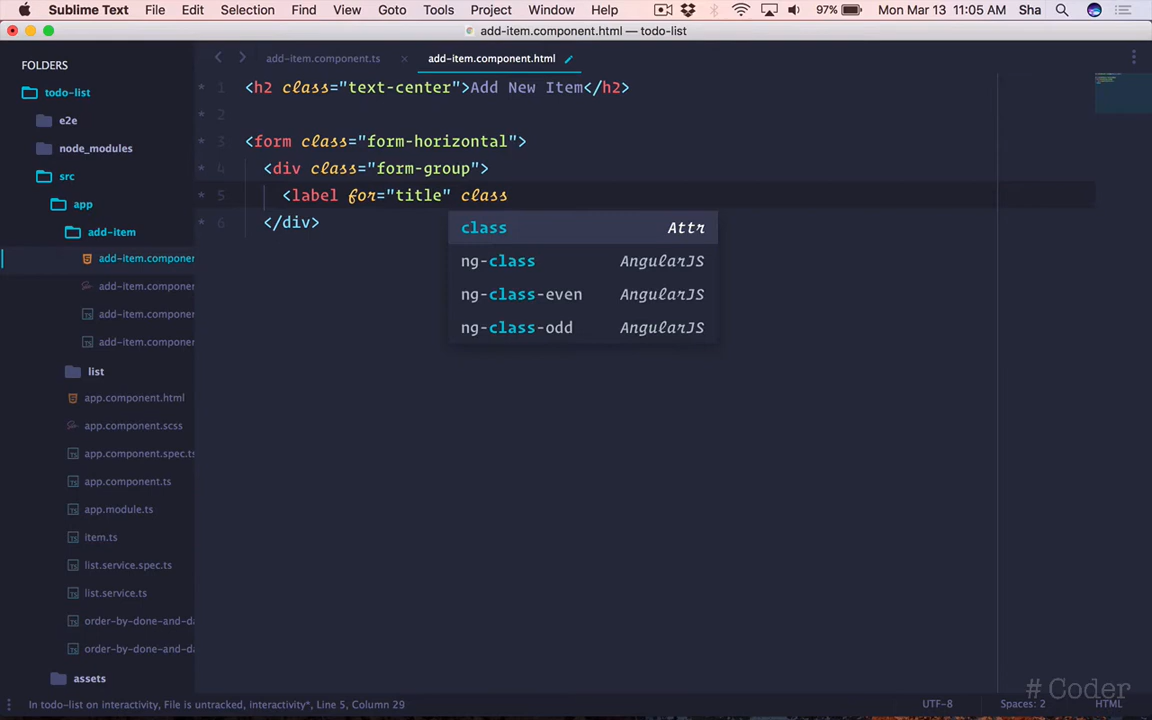 Sublime Text File Edit Selection Find View Goto Tools Project Window Help 97% Mon Mar 13 11:05 AM Sha
add-item.component.html — todo-list
FOLDERS
todo-list
e2e
node_modules
src
app
add-item
add-item.componen
add-item.componen
add-item.componen
add-item.componen
list
app.component.html
app.component.scss
app.component.spec.ts
app.component.ts
app.module.ts
item.ts
list.service.spec.ts
list.service.ts
order-by-done-and-da
order-by-done-and-da
assets
add-item.component.ts × add-item.component.html
1 <h2 class="text-center">Add New Item</h2>
2
3 <form class="form-horizontal">
4 <div class="form-group">
5 <label for="title" class
6 </div>
class Attr
ng-class AngularJS
ng-class-even AngularJS
ng-class-odd AngularJS
# Coder
In todo-list on interactivity, File is untracked, interactivity*, Line 5, Column 29 UTF-8 Spaces: 2 HTML